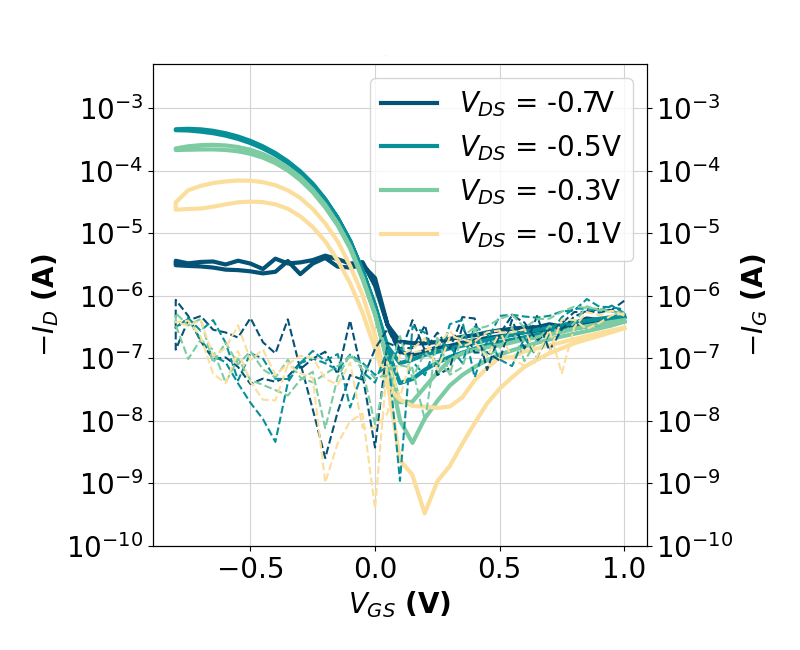 V_DS = -0.7V
V_DS = -0.5V
V_DS = -0.3V
V_DS = -0.1V
10^−3
10^−4
10^−5
10^−6
10^−7
10^−8
10^−9
10^−10
−I_D (A)
10^−3
10^−4
10^−5
10^−6
10^−7
10^−8
10^−9
10^−10
−I_G (A)
−0.5 0.0 0.5 1.0
V_GS (V)